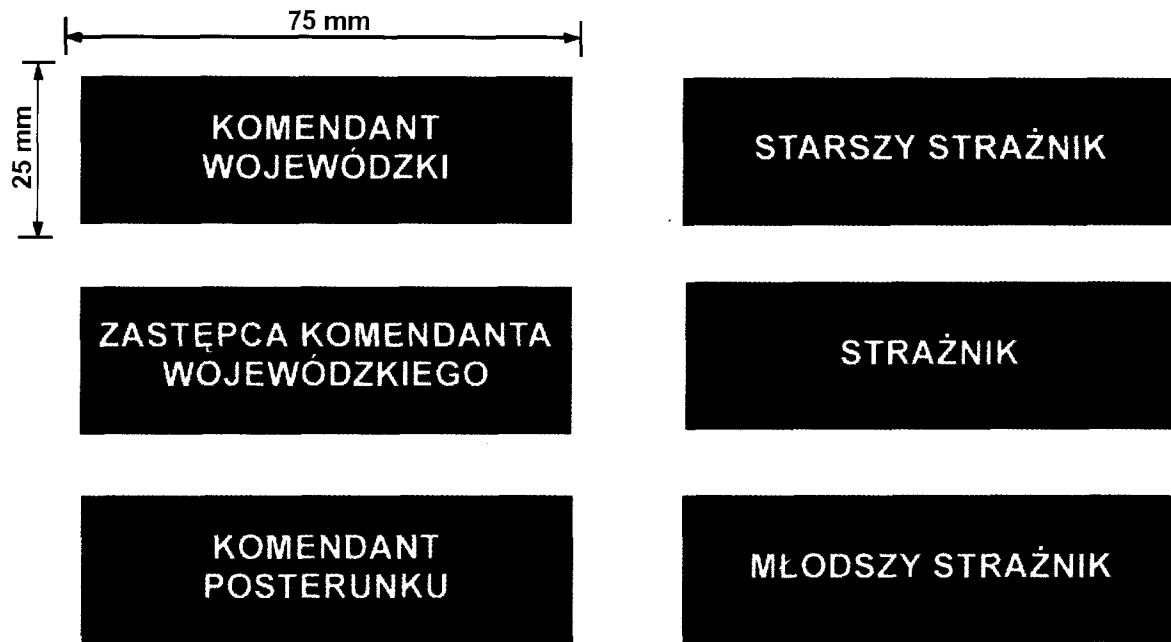 75 mm
25 mm
KOMENDANT
WOJEWÓDZKI
STARSZY STRAŻNIK
ZASTĘPCA KOMENDANTA
WOJEWÓDZKIEGO
STRAŻNIK
KOMENDANT
POSTERUNKU
MŁODSZY STRAŻNIK